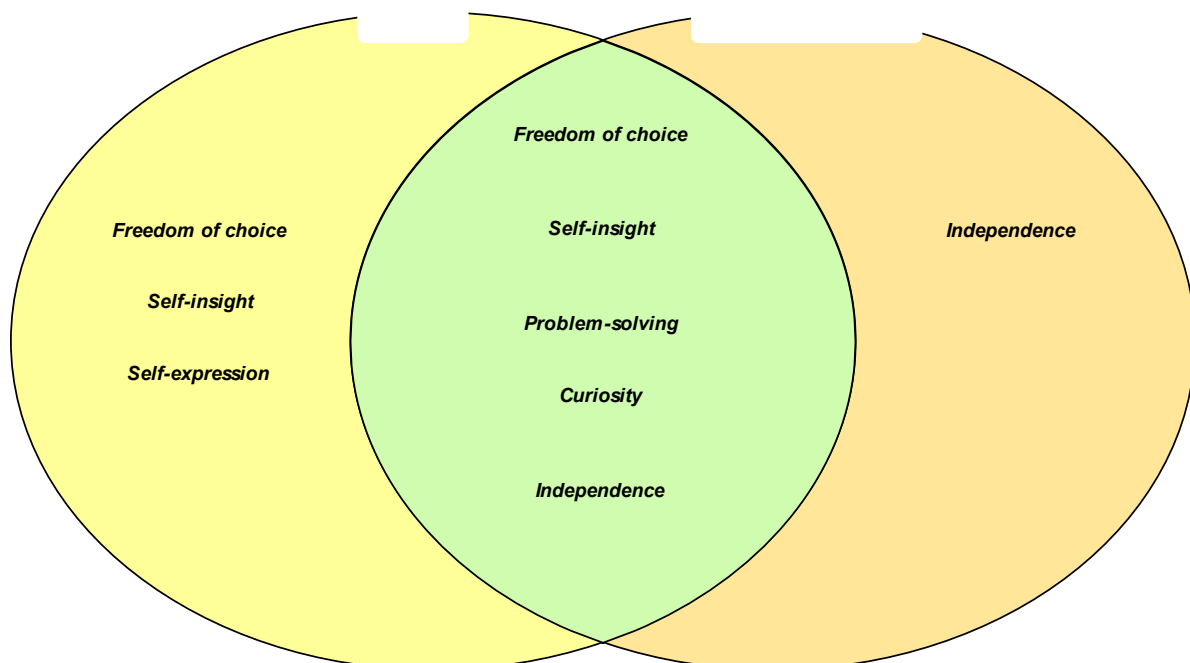 Freedom of choice
Self-insight
Self-expression
Freedom of choice
Self-insight
Problem-solving
Curiosity
Independence
Independence